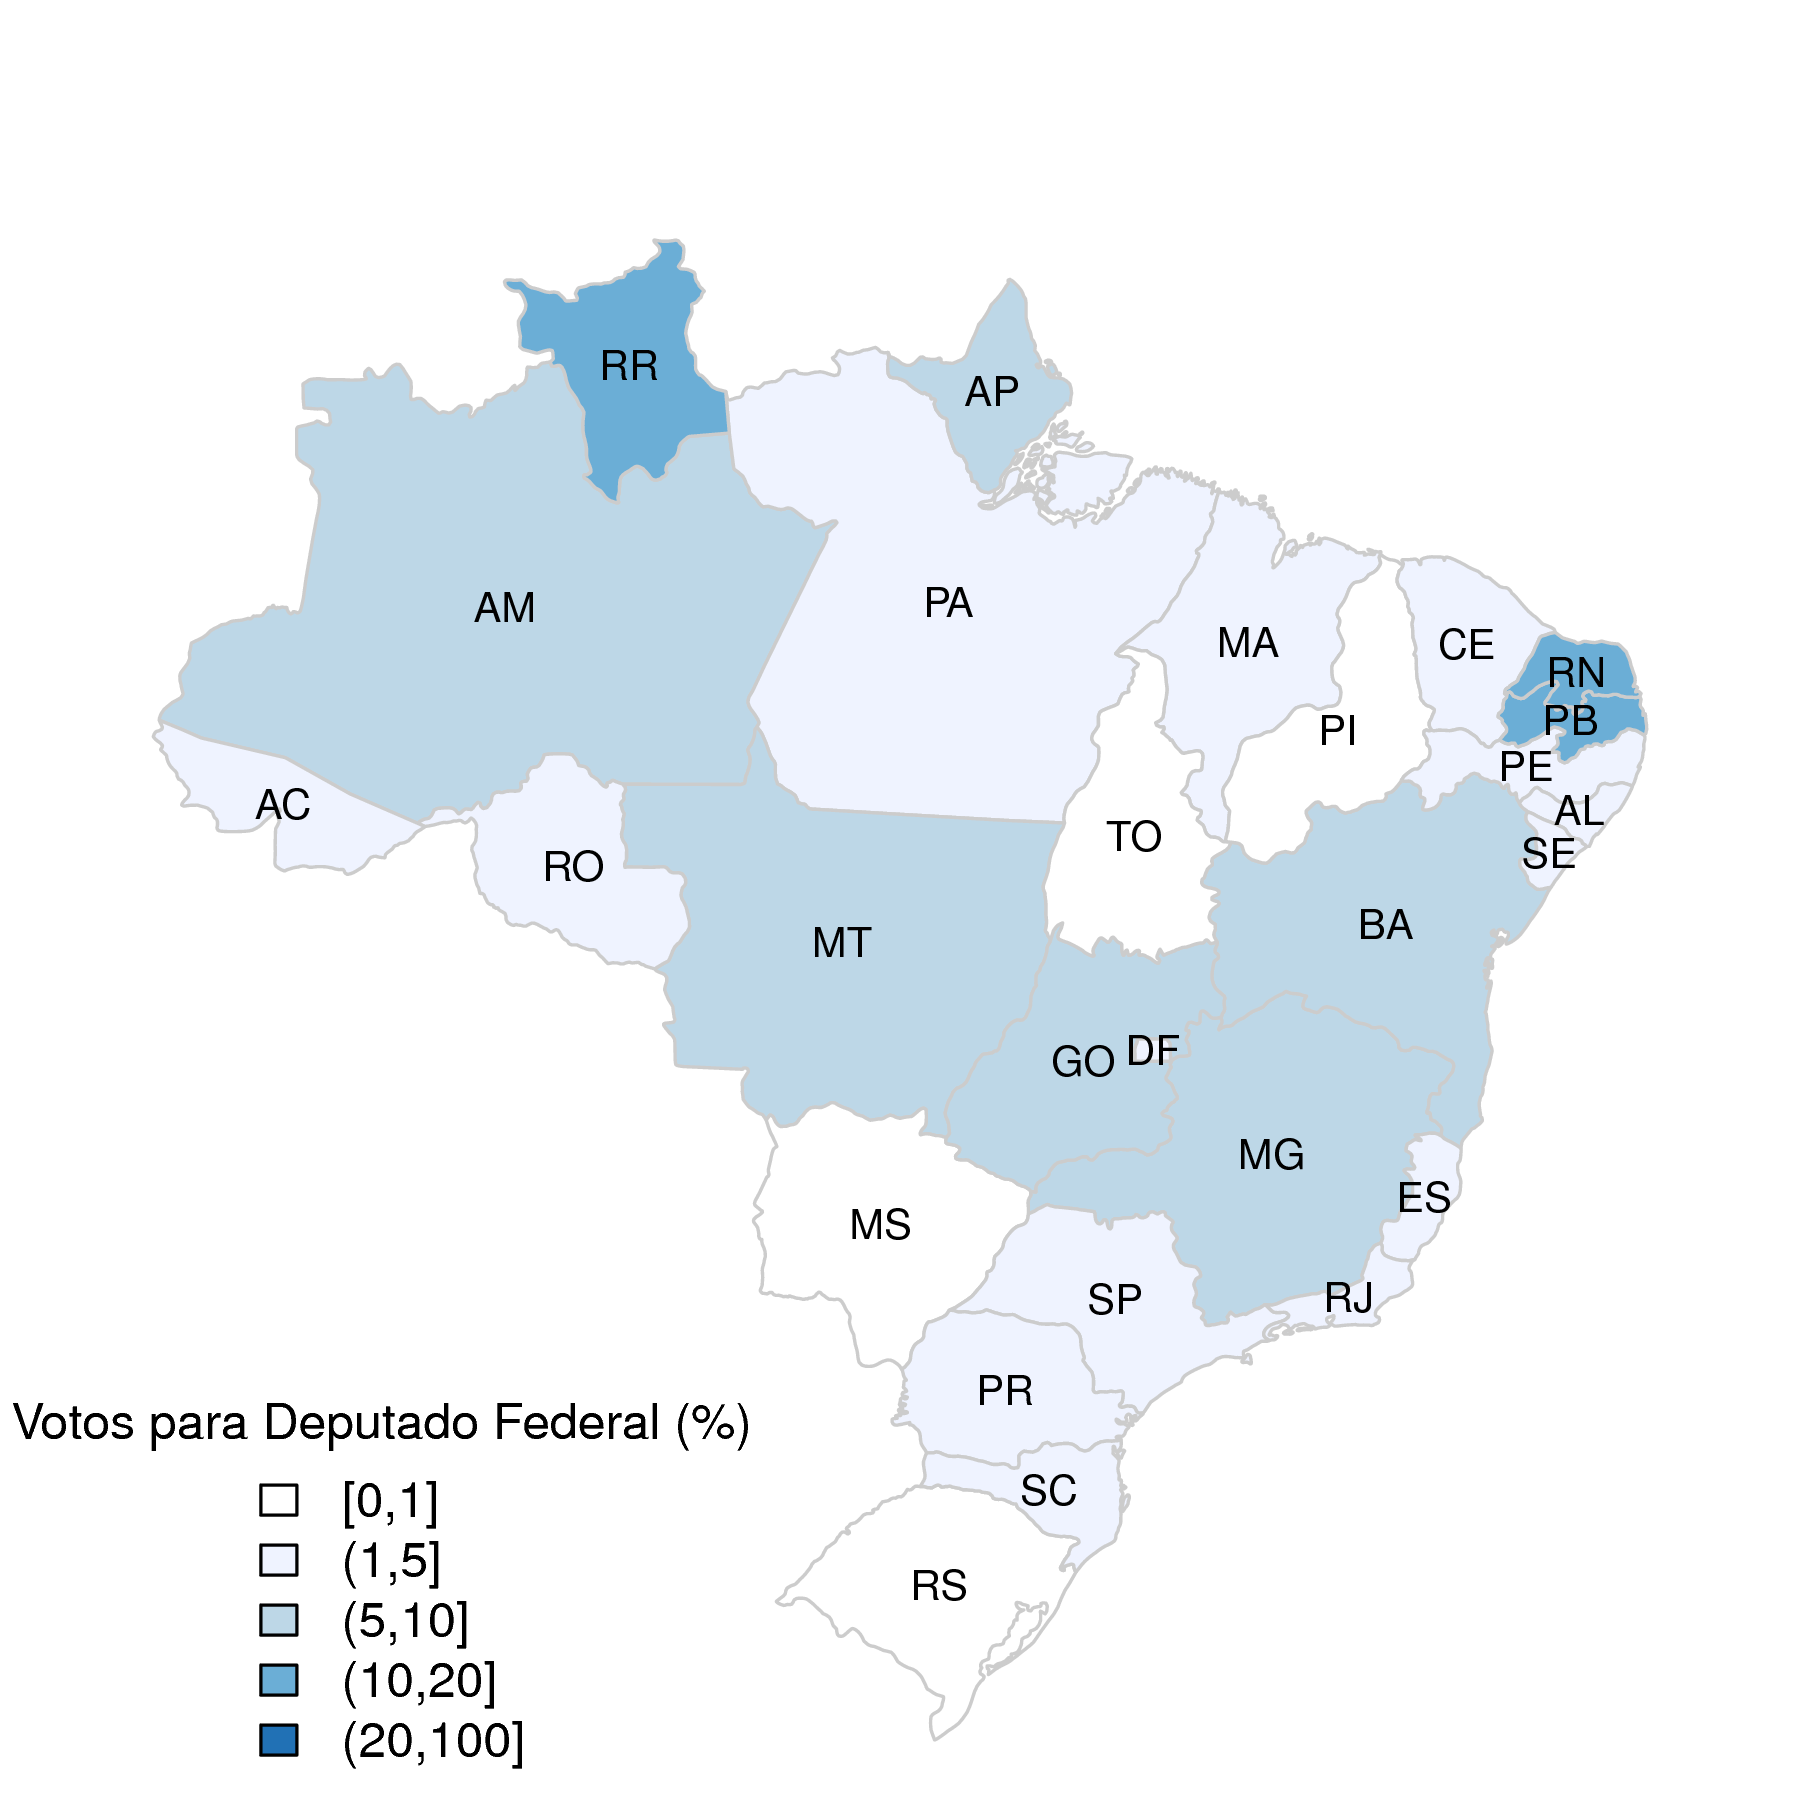 RR
AP
AM
PA
MA
CE
RN
PB
PI
PE
AC
AL
TO
SE
RO
BA
MT
GO
DF
MG
ES
MS
SP
RJ
PR
SC
RS
Votos para Deputado Federal (%)
[0,1]
(1,5]
(5,10]
(10,20]
(20,100]